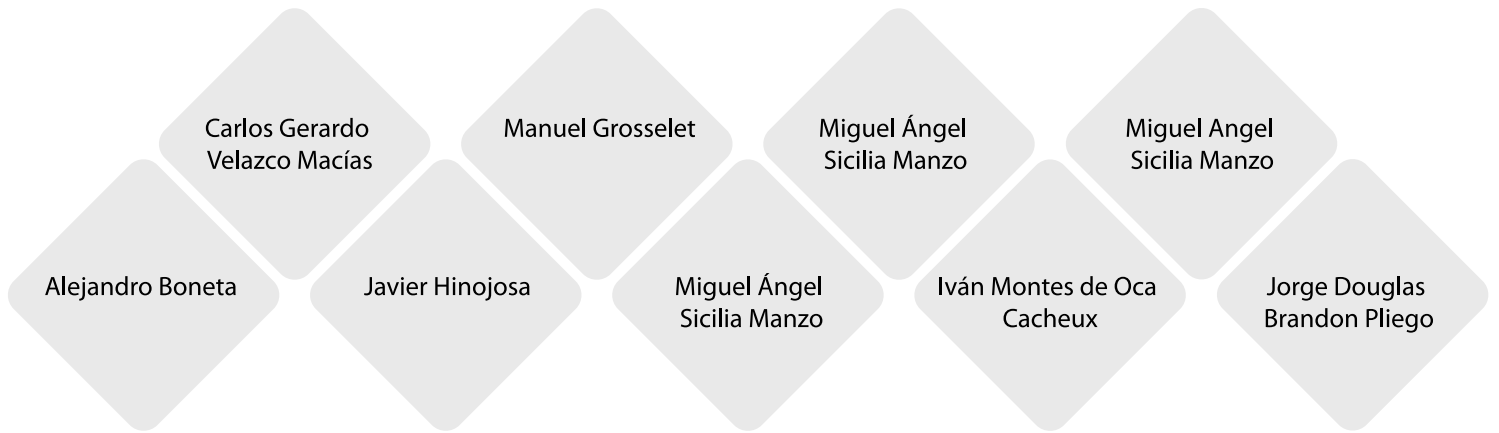 Carlos Gerardo
Velazco Macías
Manuel Grosselet
Miguel Ángel
Sicilia Manzo
Miguel Angel
Sicilia Manzo
Alejandro Boneta
Javier Hinojosa
Miguel Ángel
Sicilia Manzo
Iván Montes de Oca
Cacheux
Jorge Douglas
Brandon Pliego